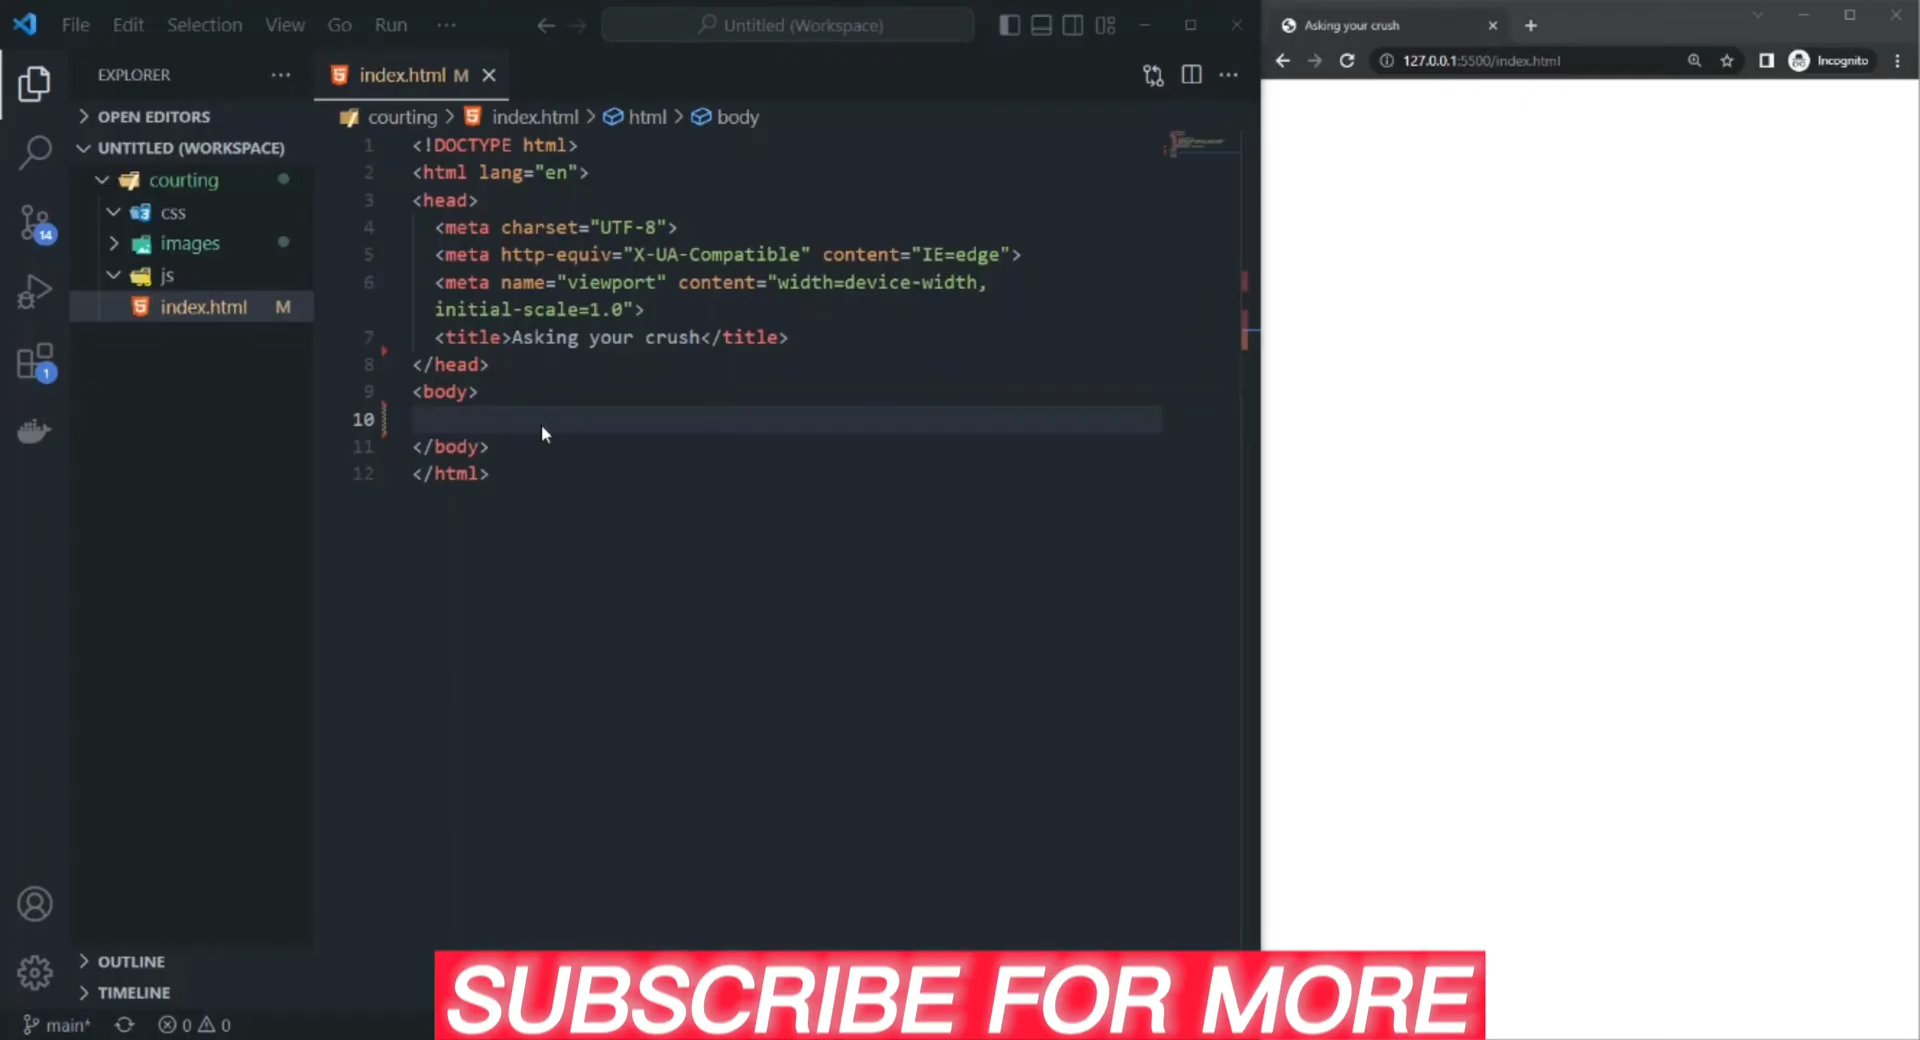 File Edit Selection View Go Run ···
Untitled (Workspace)
EXPLORER
OPEN EDITORS
UNTITLED (WORKSPACE)
courting
css
images
js
index.html M
14
1
OUTLINE
TIMELINE
main*
0 0
index.html M
courting > index.html > html > body
1 <!DOCTYPE html>
2 <html lang="en">
3 <head>
4 <meta charset="UTF-8">
5 <meta http-equiv="X-UA-Compatible" content="IE=edge">
6 <meta name="viewport" content="width=device-width,
initial-scale=1.0">
7 <title>Asking your crush</title>
8 </head>
9 <body>
10
11 </body>
12 </html>
Asking your crush
127.0.0.1:5500/index.html
Incognito
SUBSCRIBE FOR MORE